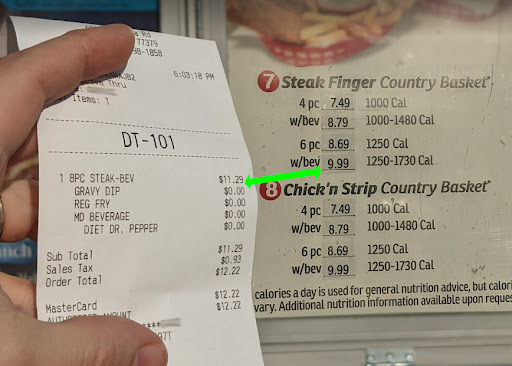 Rd
77379
-1858
6:03:18 PM
Thru
Items: 1
DT-101
1 8PC STEAK-BEV $11.29
GRAVY DIP $0.00
REG FRY $0.00
MD BEVERAGE $0.00
DIET DR. PEPPER $0.00
Sub Total $11.29
Sales Tax $0.93
Order Total $12.22
MasterCard $12.22
$12.22
7 Steak Finger Country Basket
4 pc 7.49 1000 Cal
w/bev 8.79 1000-1480 Cal
6 pc 8.69 1250 Cal
w/bev 9.99 1250-1730 Cal
8 Chick'n Strip Country Basket
4 pc 7.49 1000 Cal
w/bev 8.79 1000-1480 Cal
6 pc 8.69 1250 Cal
w/bev 9.99 1250-1730 Cal
calories a day is used for general nutrition advice, but calori
vary. Additional nutrition information available upon reques